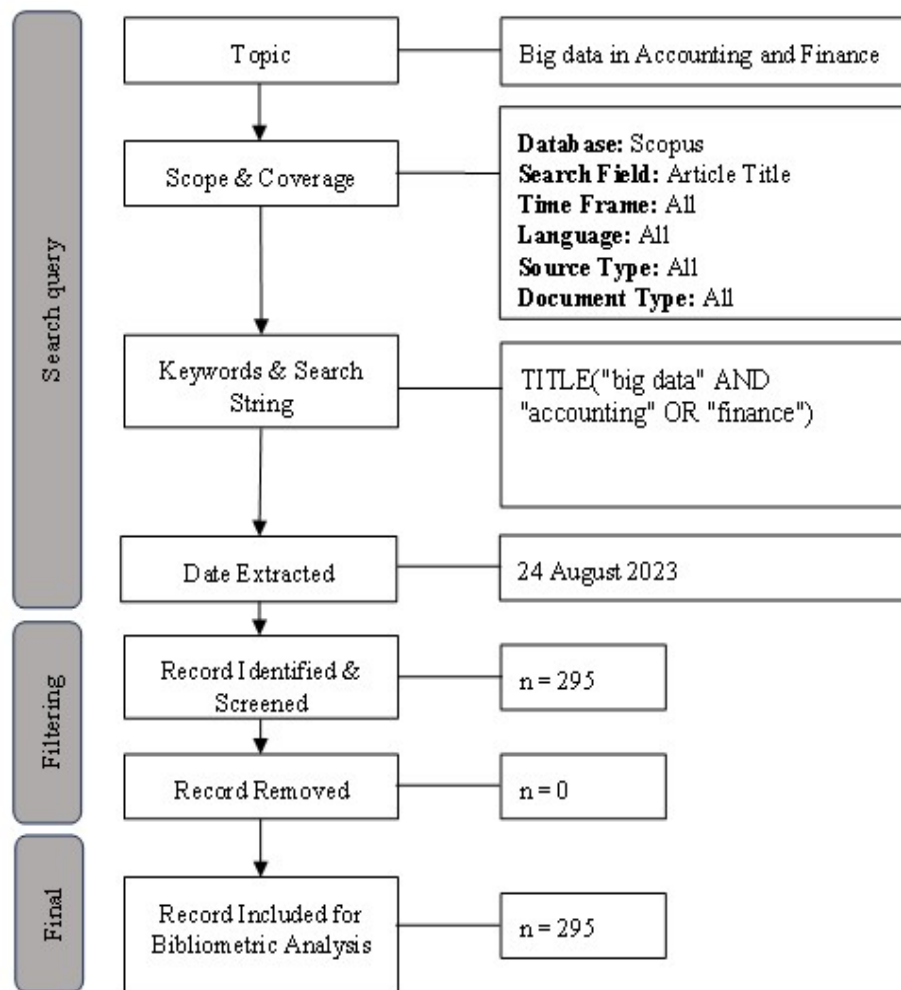 Search query
Topic
Big data in Accounting and Finance
Scope & Coverage
Database: Scopus
Search Field: Article Title
Time Frame: All
Language: All
Source Type: All
Document Type: All
Keywords & Search
String
TITLE("big data" AND
"accounting" OR "finance")
Date Extracted
24 August 2023
Filtering
Record Identified &
Screened
n = 295
Record Removed
n = 0
Final
Record Included for
Bibliometric Analysis
n = 295